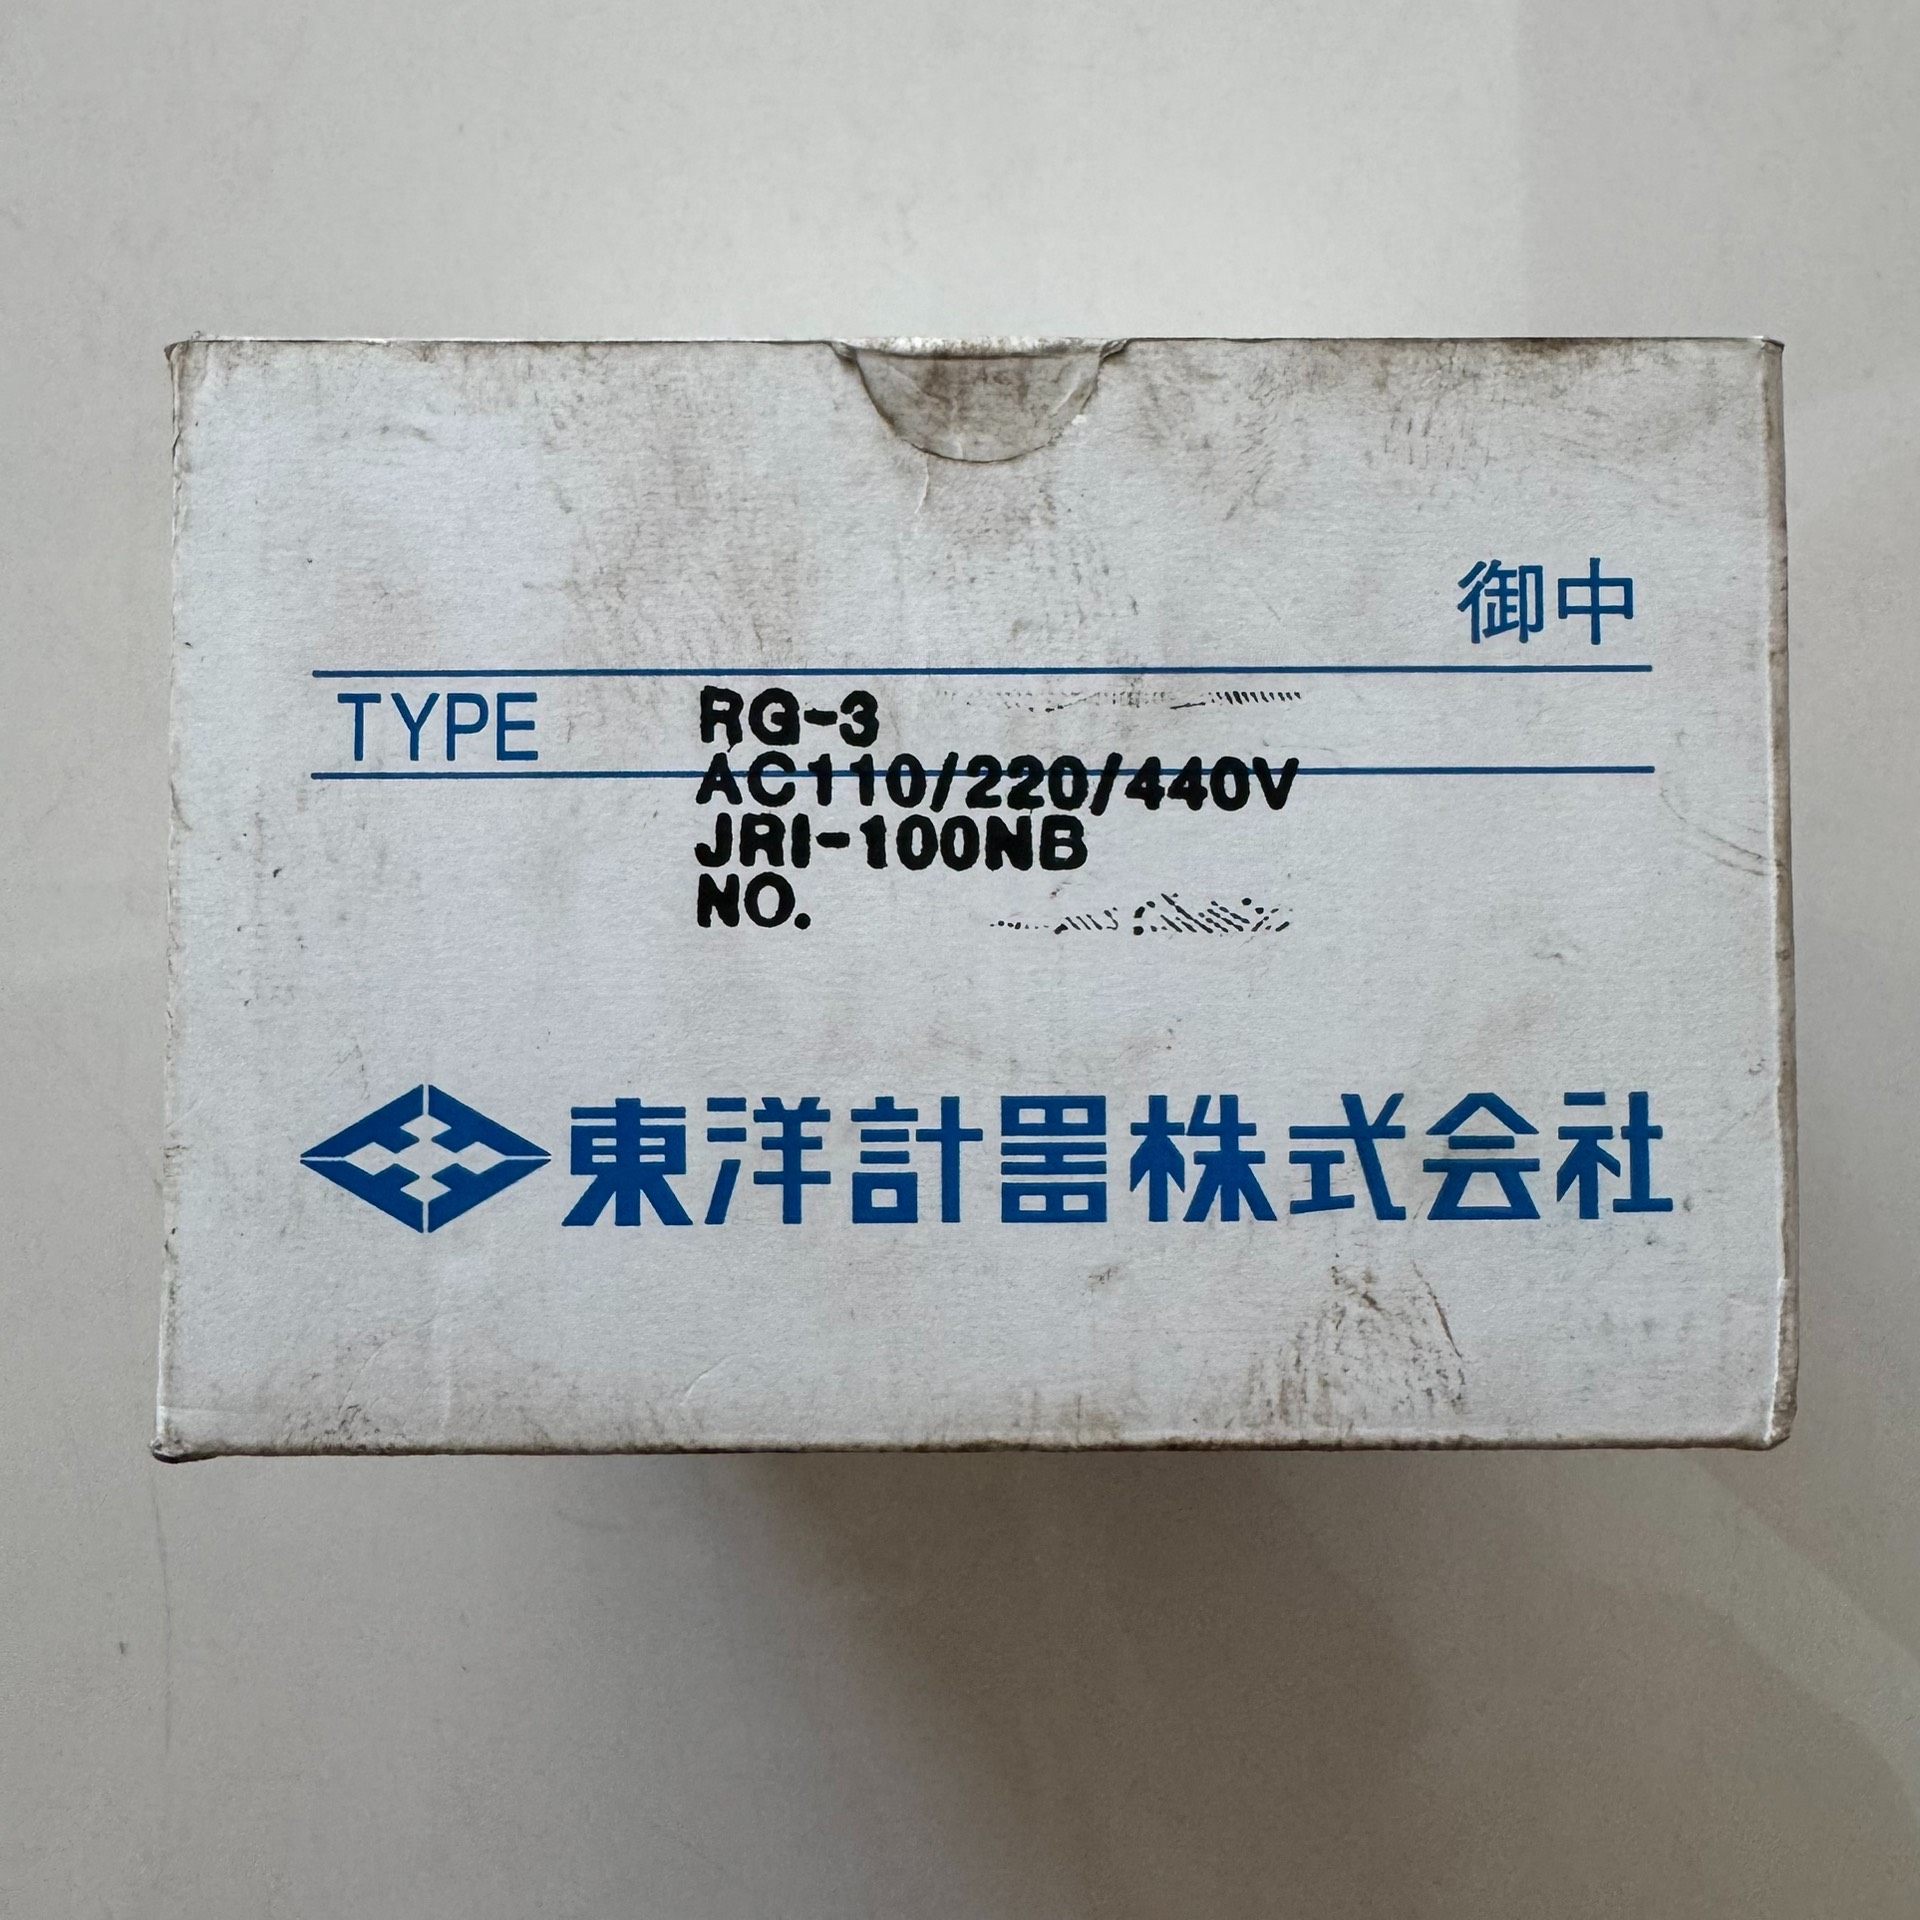 御中
TYPE RG-3
AC110/220/440V
JRI-100NB
NO.
東洋計器株式会社